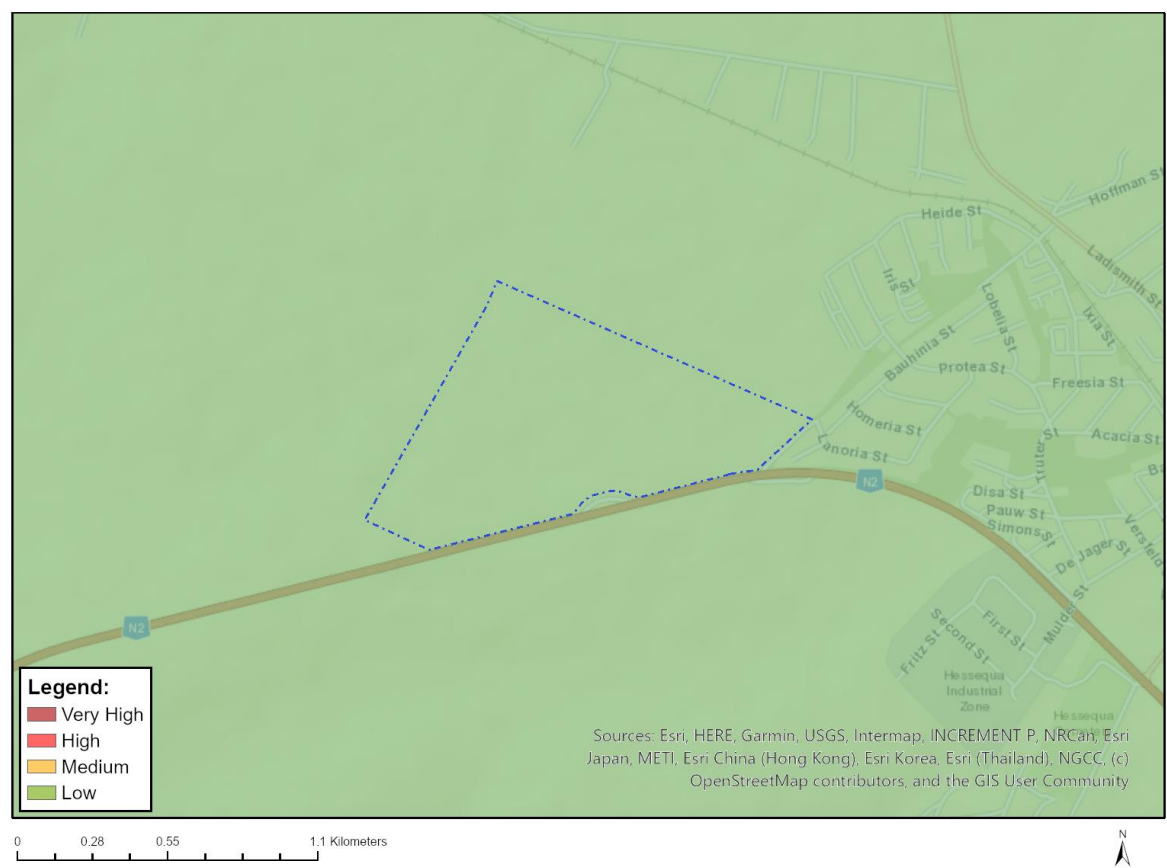 Hoffman St
Heide St
Ladismith St
Iris St
Lobelia St
Ixia St
Bauhinia St
Protea St
Freesia St
Homeria St
Acacia St
Truter St
Lanoria St
N2
Disa St
Pauw St
Simons St
De Jager St
Mulder St
First St
Second St
Fritz St
N2
Hessequa
Industrial
Zone
Hessequa
Legend:
Very High
High
Medium
Low
Sources: Esri, HERE, Garmin, USGS, Intermap, INCREMENT P, NRCan, Esri
Japan, METI, Esri China (Hong Kong), Esri Korea, Esri (Thailand), NGCC, (c)
OpenStreetMap contributors, and the GIS User Community
0 0.28 0.55 1.1 Kilometers
N